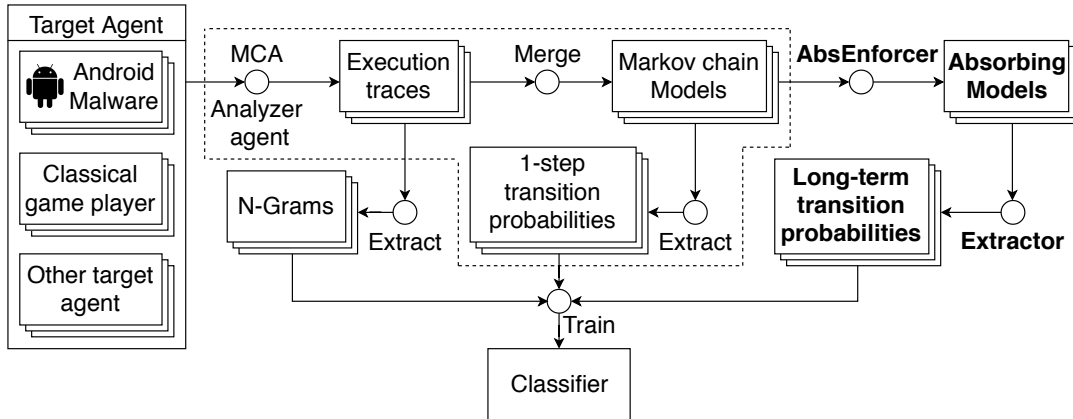 Target Agent
Android
Malware
Classical
game player
Other target
agent
MCA
Analyzer
agent
Execution
traces
Merge
Markov chain
Models
AbsEnforcer
Absorbing
Models
N-Grams
Extract
1-step
transition
probabilities
Extract
Long-term
transition
probabilities
Extractor
Train
Classifier